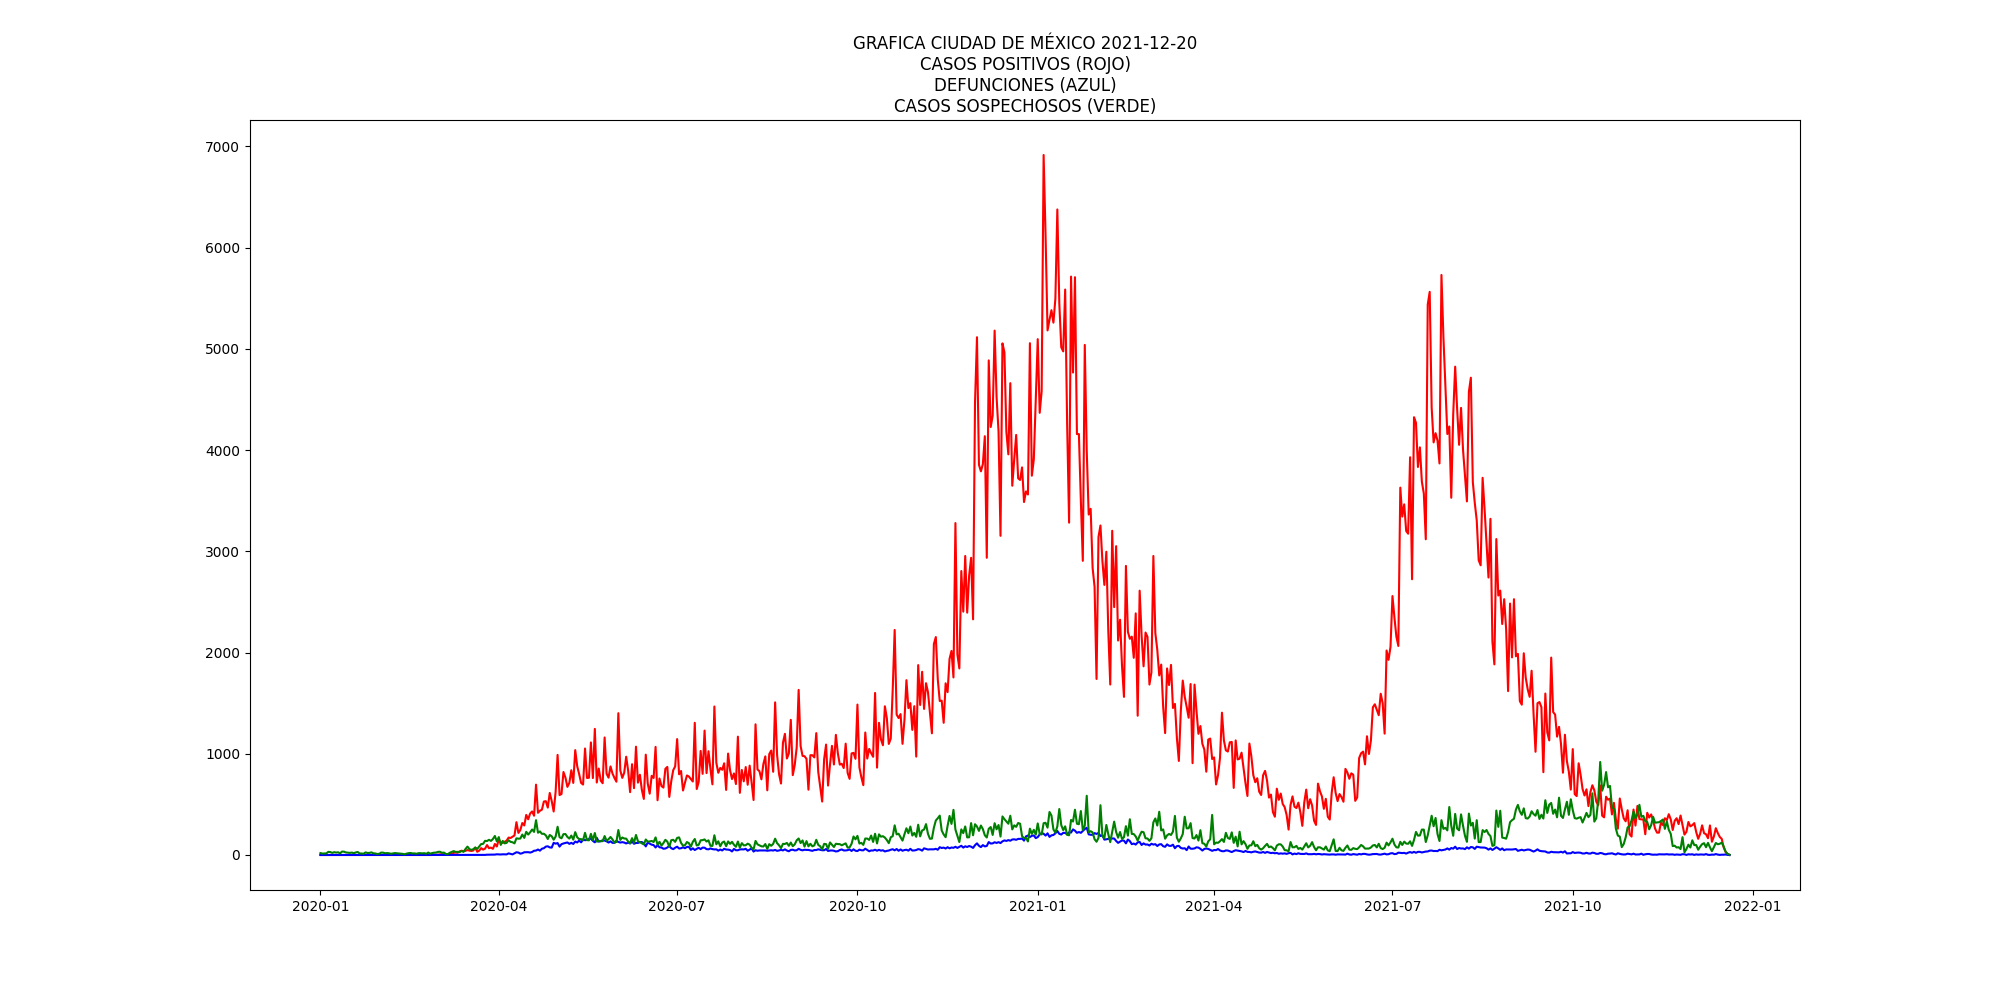 GRAFICA CIUDAD DE MÉXICO 2021-12-20
CASOS POSITIVOS (ROJO)
DEFUNCIONES (AZUL)
CASOS SOSPECHOSOS (VERDE)
7000
6000
5000
4000
3000
2000
1000
0
2020-01 2020-04 2020-07 2020-10 2021-01 2021-04 2021-07 2021-10 2022-01